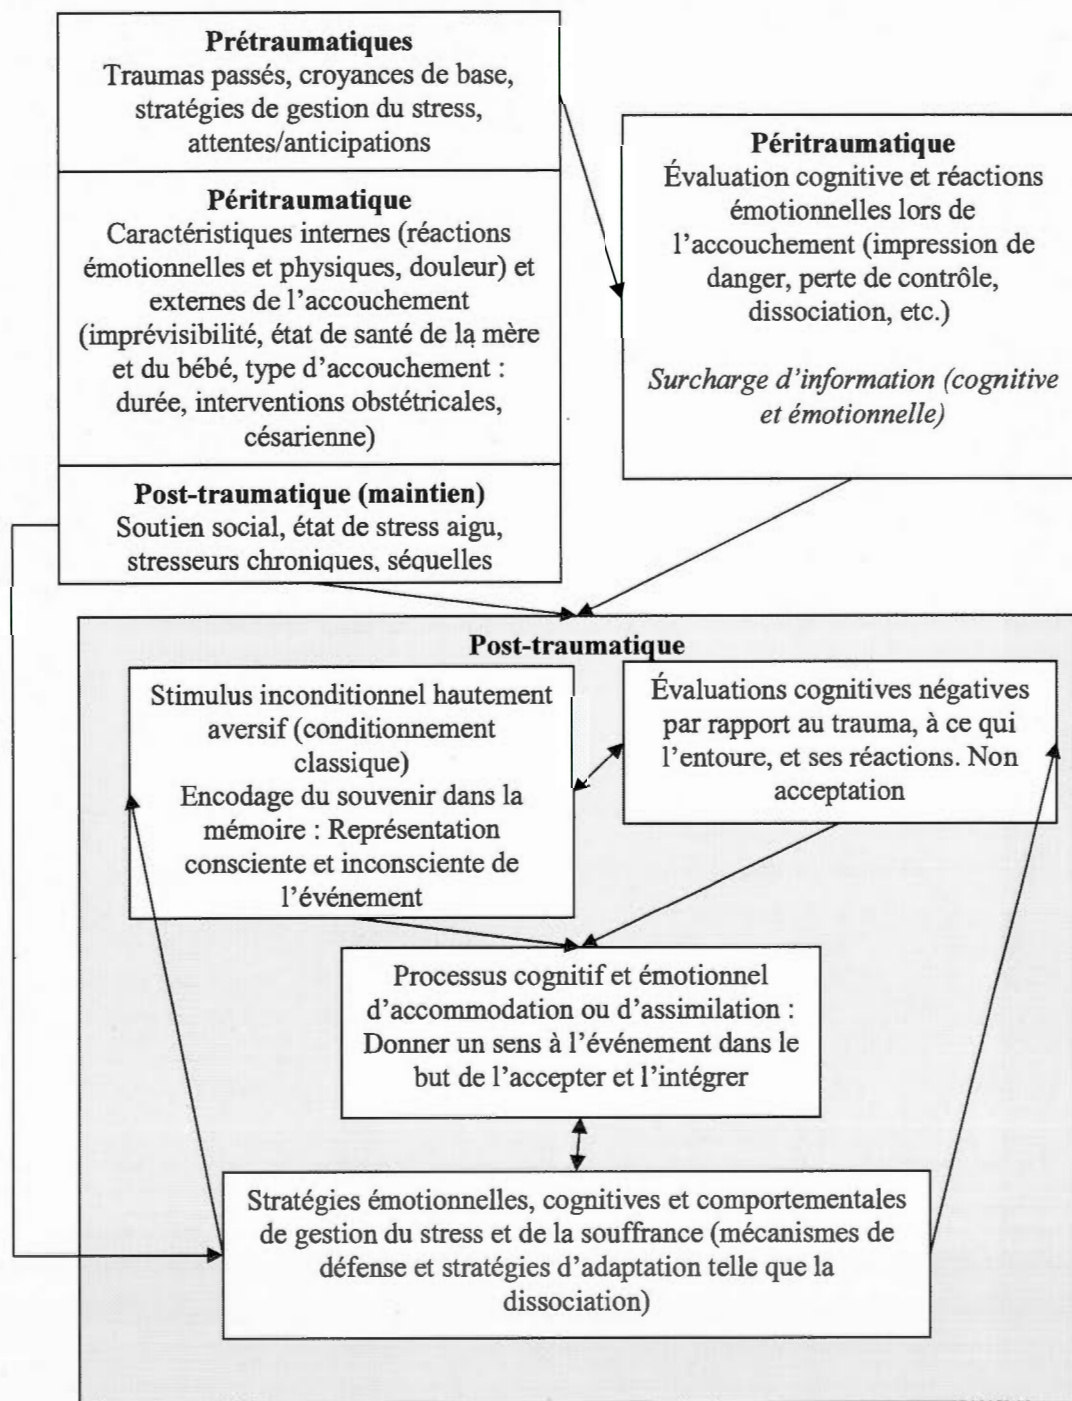 Prétraumatiques
Traumas passés, croyances de base,
stratégies de gestion du stress,
attentes/anticipations
Péritraumatique
Caractéristiques internes (réactions
émotionnelles et physiques, douleur) et
externes de l'accouchement
(imprévisibilité, état de santé de la mère
et du bébé, type d'accouchement :
durée, interventions obstétricales,
césarienne)
Post-traumatique (maintien)
Soutien social, état de stress aigu,
stresseurs chroniques, séquelles
Péritraumatique
Évaluation cognitive et réactions
émotionnelles lors de
l'accouchement (impression de
danger, perte de contrôle,
dissociation, etc.)
Surcharge d'information (cognitive
et émotionnelle)
Post-traumatique
Stimulus inconditionnel hautement
aversif (conditionnement
classique)
Encodage du souvenir dans la
mémoire : Représentation
consciente et inconsciente de
l'événement
Évaluations cognitives négatives
par rapport au trauma, à ce qui
l'entoure, et ses réactions. Non
acceptation
Processus cognitif et émotionnel
d'accommodation ou d'assimilation :
Donner un sens à l'événement dans le
but de l'accepter et l'intégrer
Stratégies émotionnelles, cognitives et comportementales
de gestion du stress et de la souffrance (mécanismes de
défense et stratégies d'adaptation telle que la
dissociation)